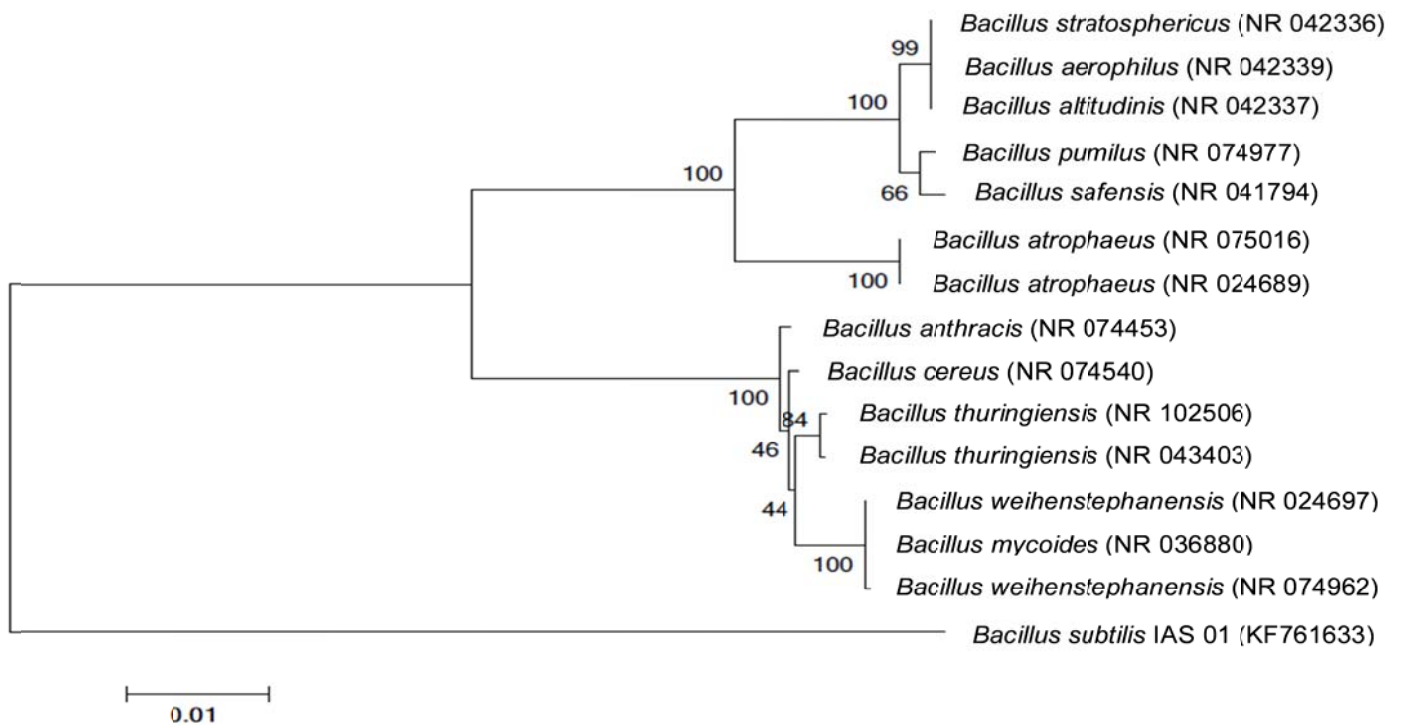 Bacillus stratosphericus (NR 042336)
99
Bacillus aerophilus (NR 042339)
100
Bacillus altitudinis (NR 042337)
Bacillus pumilus (NR 074977)
100
66
Bacillus safensis (NR 041794)
Bacillus atrophaeus (NR 075016)
100
Bacillus atrophaeus (NR 024689)
Bacillus anthracis (NR 074453)
Bacillus cereus (NR 074540)
100
84
Bacillus thuringiensis (NR 102506)
46
Bacillus thuringiensis (NR 043403)
Bacillus weihenstephanensis (NR 024697)
44
Bacillus mycoides (NR 036880)
100
Bacillus weihenstephanensis (NR 074962)
Bacillus subtilis IAS 01 (KF761633)
0.01